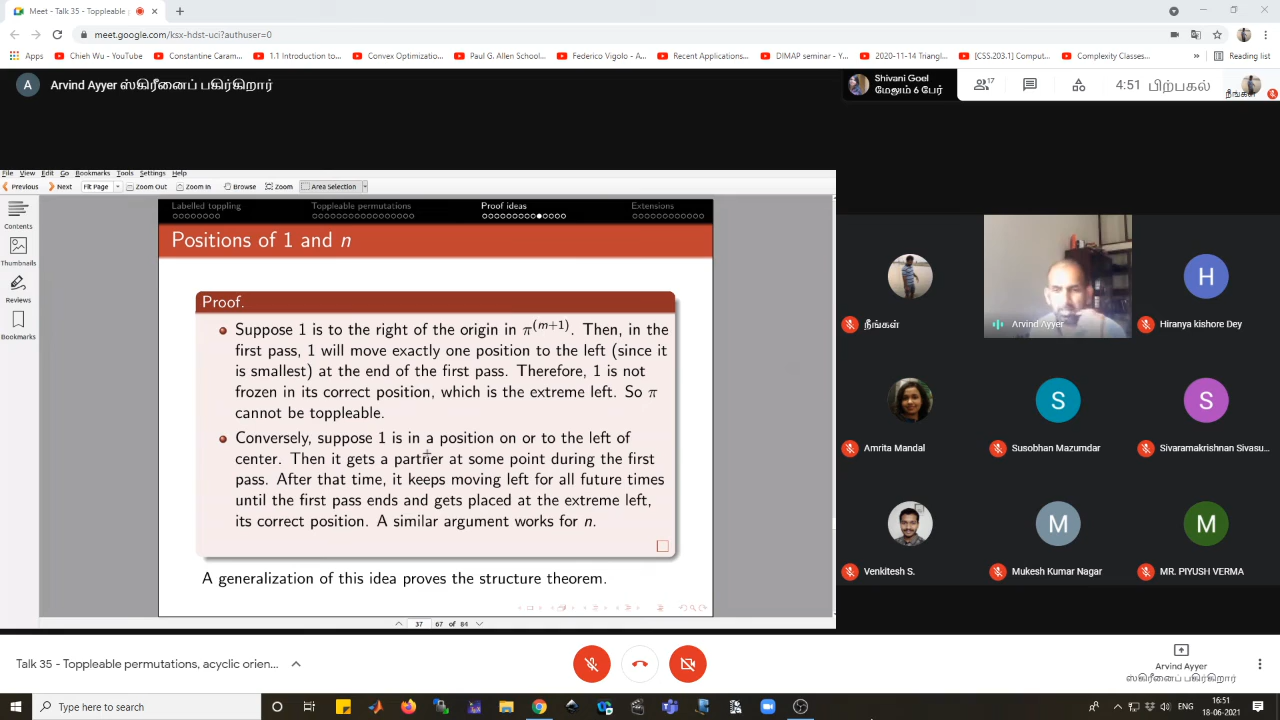 Meet - Talk 35 - Toppleable p
meet.google.com/ksx-hdst-uci?authuser=0
Apps Chieh Wu - YouTube Constantine Caram... 1.1 Introduction to... Convex Optimizatio... Paul G. Allen School... Federico Vigolo - A... Recent Application... DIMAP seminar - Y... 2020-11-14 Triangl... [CSS.203.1] Comput... Complexity Classes... » Reading list
A Arvind Ayyer ஸ்கிரீனைப் பகிர்கிறார்
Shivani Goel
மேலும் 6 பேர்
17
4:51 பிற்பகல்
நீங்கள்
File View Edit Go Bookmarks Tools Settings Help
Previous Next Fit Page Zoom Out Zoom In Browse Zoom Area Selection
Contents
Thumbnails
Reviews
Bookmarks
Labelled toppling Toppleable permutations Proof ideas Extensions
Positions of 1 and n
Proof.
Suppose 1 is to the right of the origin in π^(m+1). Then, in the
first pass, 1 will move exactly one position to the left (since it
is smallest) at the end of the first pass. Therefore, 1 is not
frozen in its correct position, which is the extreme left. So π
cannot be toppleable.
Conversely, suppose 1 is in a position on or to the left of
center. Then it gets a partner at some point during the first
pass. After that time, it keeps moving left for all future times
until the first pass ends and gets placed at the extreme left,
its correct position. A similar argument works for n.
A generalization of this idea proves the structure theorem.
37 67 of 84
நீங்கள்
Arvind Ayyer
H
Hiranya kishore Dey
Amrita Mandal
S
Susobhan Mazumdar
S
Sivaramakrishnan Sivasu...
Venkitesh S.
M
Mukesh Kumar Nagar
M
MR. PIYUSH VERMA
Talk 35 - Toppleable permutations, acyclic orien...
Arvind Ayyer
ஸ்கிரீனைப் பகிர்கிறார்
Type here to search
ENG
16:51
18-06-2021